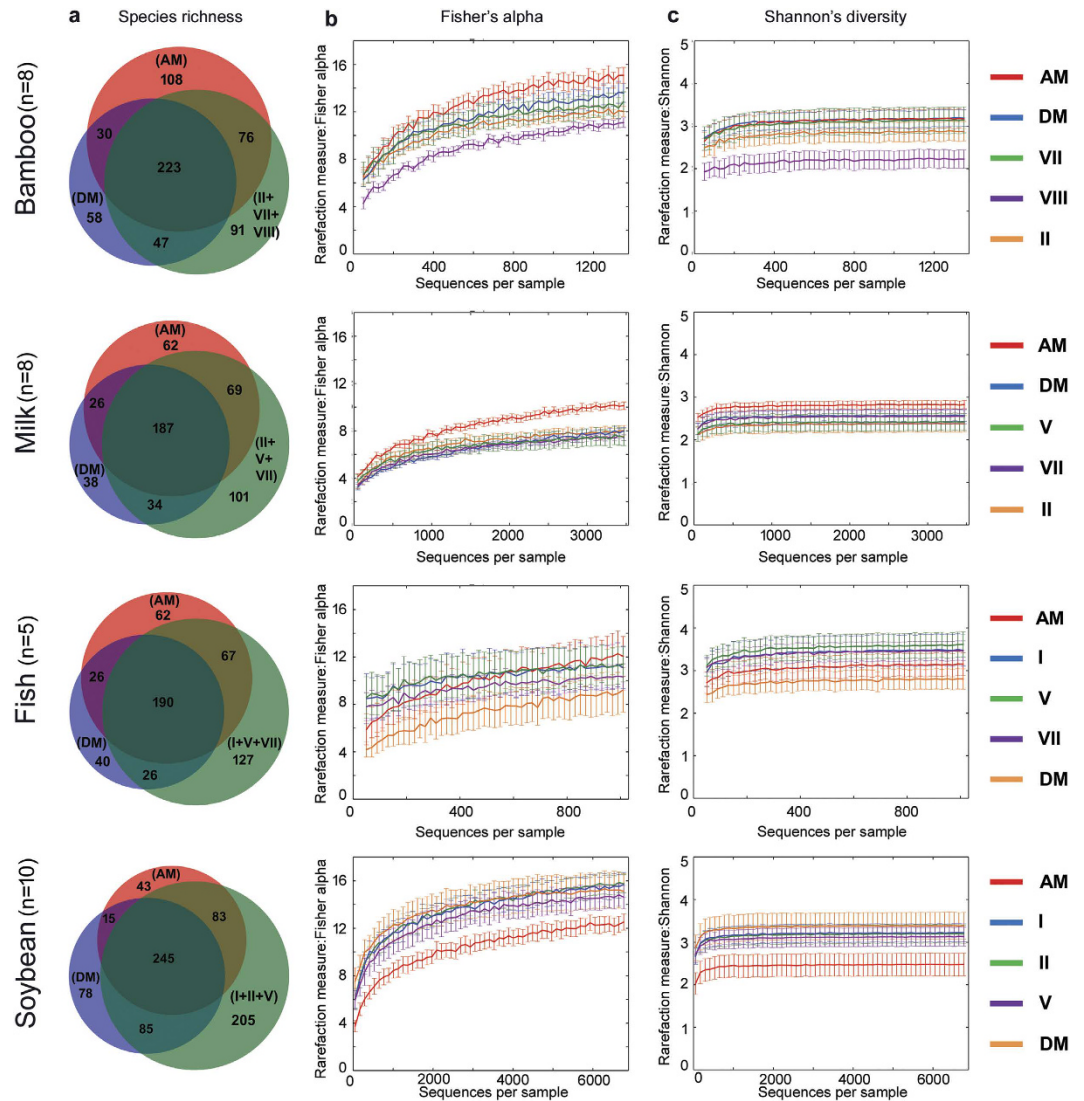 a Species richness b Fisher's alpha c Shannon's diversity
Bamboo (n=8)
(AM)
108
30
76
223
(DM)
58
(II+
VII+
VIII)
91
47
Rarefaction measure:Fisher alpha
16
12
8
4
0
0 400 800 1200
Sequences per sample
Rarefaction measure:Shannon
5
4
3
2
1
0
0 400 800 1200
Sequences per sample
AM
DM
VII
VIII
II
Milk (n=8)
(AM)
62
26
69
187
(DM)
38
(II+
V+
VII)
101
34
Rarefaction measure:Fisher alpha
16
12
8
4
0
0 1000 2000 3000
Sequences per sample
Rarefaction measure:Shannon
5
4
3
2
1
0
0 1000 2000 3000
Sequences per sample
AM
DM
V
VII
II
Fish (n=5)
(AM)
62
26
67
190
(DM)
40
(I+V+VII)
127
26
Rarefaction measure:Fisher alpha
16
12
8
4
0
0 400 800
Sequences per sample
Rarefaction measure:Shannon
5
4
3
2
1
0
0 400 800
Sequences per sample
AM
I
V
VII
DM
Soybean (n=10)
(AM)
43
15
83
245
(DM)
78
(I+II+V)
205
85
Rarefaction measure:Fisher alpha
16
12
8
4
0
0 2000 4000 6000
Sequences per sample
Rarefaction measure:Shannon
5
4
3
2
1
0
0 2000 4000 6000
Sequences per sample
AM
I
II
V
DM